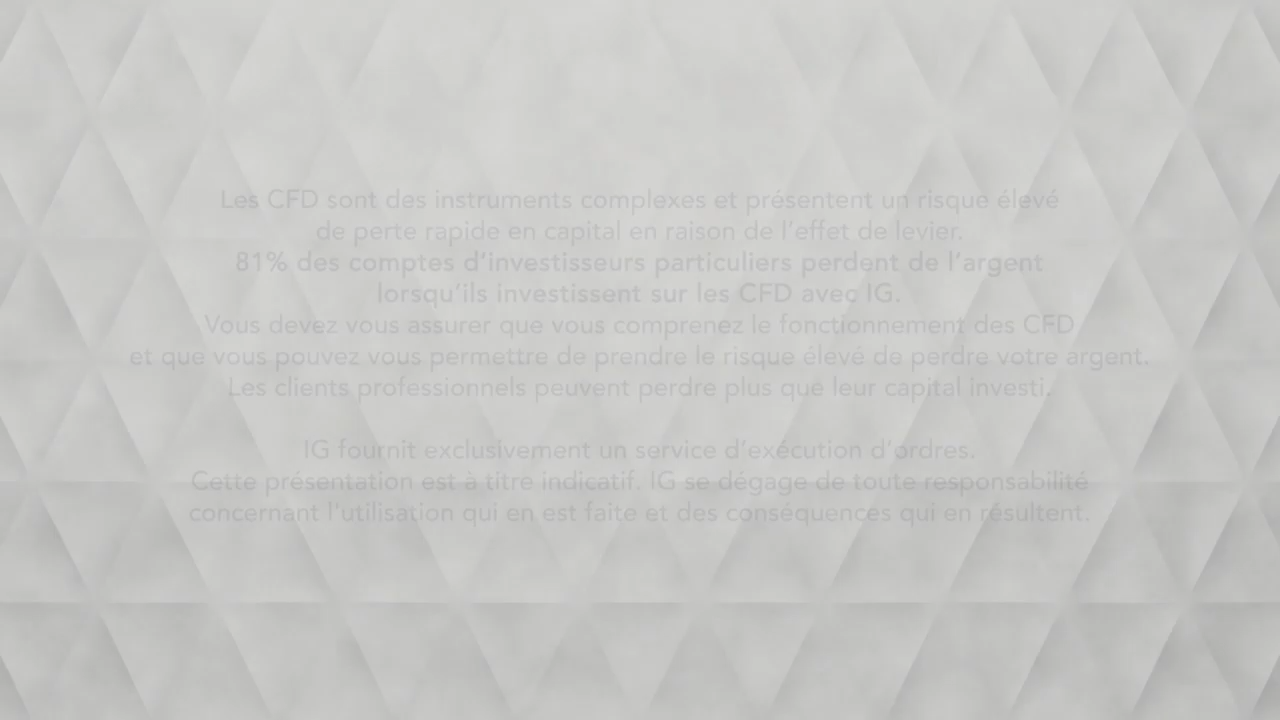 Les CFD sont des instruments complexes et présentent un risque élevé
de perte rapide en capital en raison de l’effet de levier.
81% des comptes d’investisseurs particuliers perdent de l’argent
lorsqu’ils investissent sur les CFD avec IG.
Vous devez vous assurer que vous comprenez le fonctionnement des CFD
et que vous pouvez vous permettre de prendre le risque élevé de perdre votre argent.
Les clients professionnels peuvent perdre plus que leur capital investi.
IG fournit exclusivement un service d’exécution d’ordres.
Cette présentation est à titre indicatif. IG se dégage de toute responsabilité
concernant l'utilisation qui en est faite et des conséquences qui en résultent.